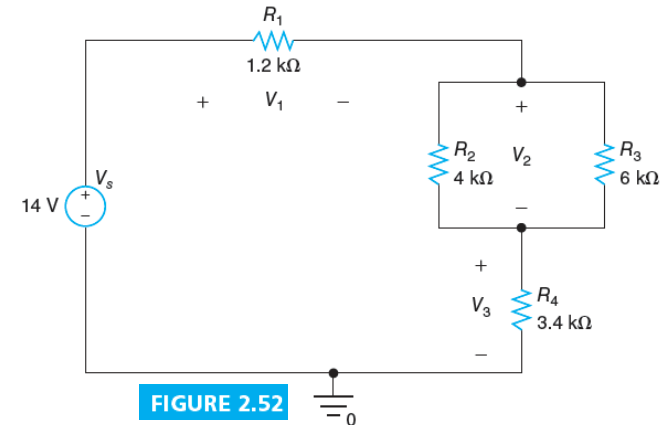 R1
1.2 kΩ
+ V1 −
+
R2
4 kΩ
V2
−
R3
6 kΩ
Vs
14 V
+
−
+
V3
−
R4
3.4 kΩ
FIGURE 2.52
0